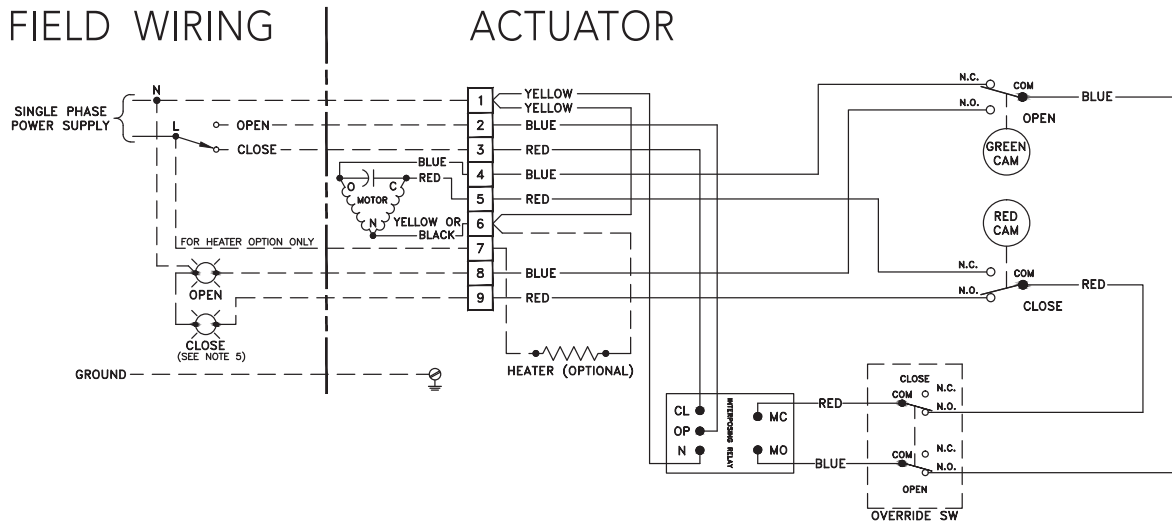 FIELD WIRING
ACTUATOR
N
SINGLE PHASE
POWER SUPPLY
L
OPEN
CLOSE
1
2
3
4
5
6
7
8
9
YELLOW
YELLOW
BLUE
RED
BLUE
RED
BLUE
RED
BLUE
RED
O
C
MOTOR
N
YELLOW OR
BLACK
FOR HEATER OPTION ONLY
OPEN
CLOSE
(SEE NOTE 5)
GROUND
HEATER (OPTIONAL)
N.C.
COM
N.O.
OPEN
BLUE
GREEN
CAM
RED
CAM
N.C.
COM
N.O.
CLOSE
RED
CL
OP
N
INTERPOSING RELAY
MC
MO
RED
BLUE
CLOSE
COM
N.C.
N.O.
COM
N.C.
N.O.
OPEN
OVERRIDE SW